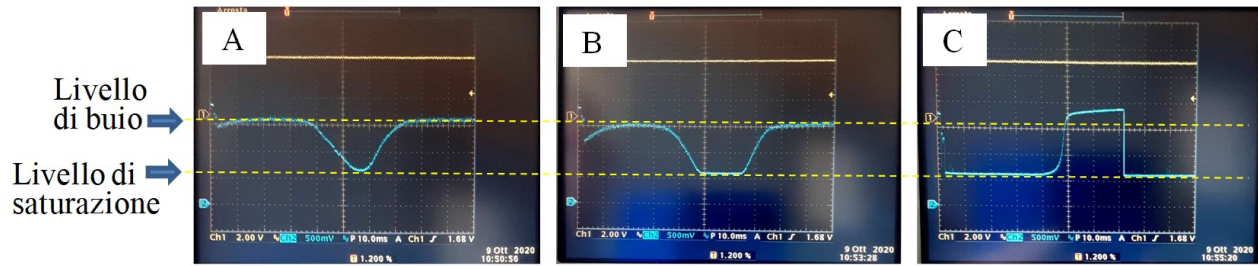 Livello
di buio
Livello di
saturazione
A
Arresta
Ch1 2.00 V Ch2 500mV P 10.0ms A Ch1 1.68 V
1.200 %
9 Ott 2020
10:50:56
B
Arresta
Ch1 2.00 V Ch2 500mV P 10.0ms A Ch1 1.68 V
1.200 %
9 Ott 2020
10:53:28
C
Arresta
Ch1 2.00 V Ch2 500mV P 10.0ms A Ch1 1.68 V
1.200 %
9 Ott 2020
10:55:20